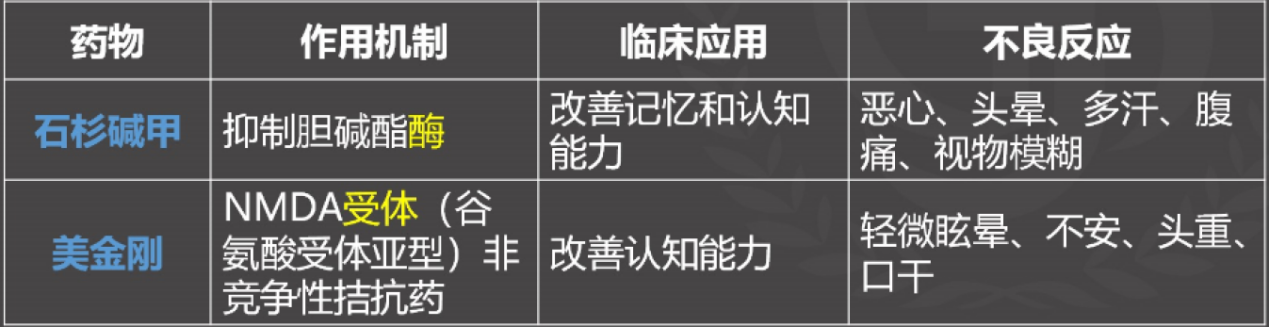 药物 作用机制 临床应用 不良反应
石杉碱甲
抑制胆碱酯酶
改善记忆和认知
能力
恶心、头晕、多汗、腹
痛、视物模糊
美金刚
NMDA受体（谷
氨酸受体亚型）非
竞争性拮抗药
改善认知能力
轻微眩晕、不安、头重、
口干